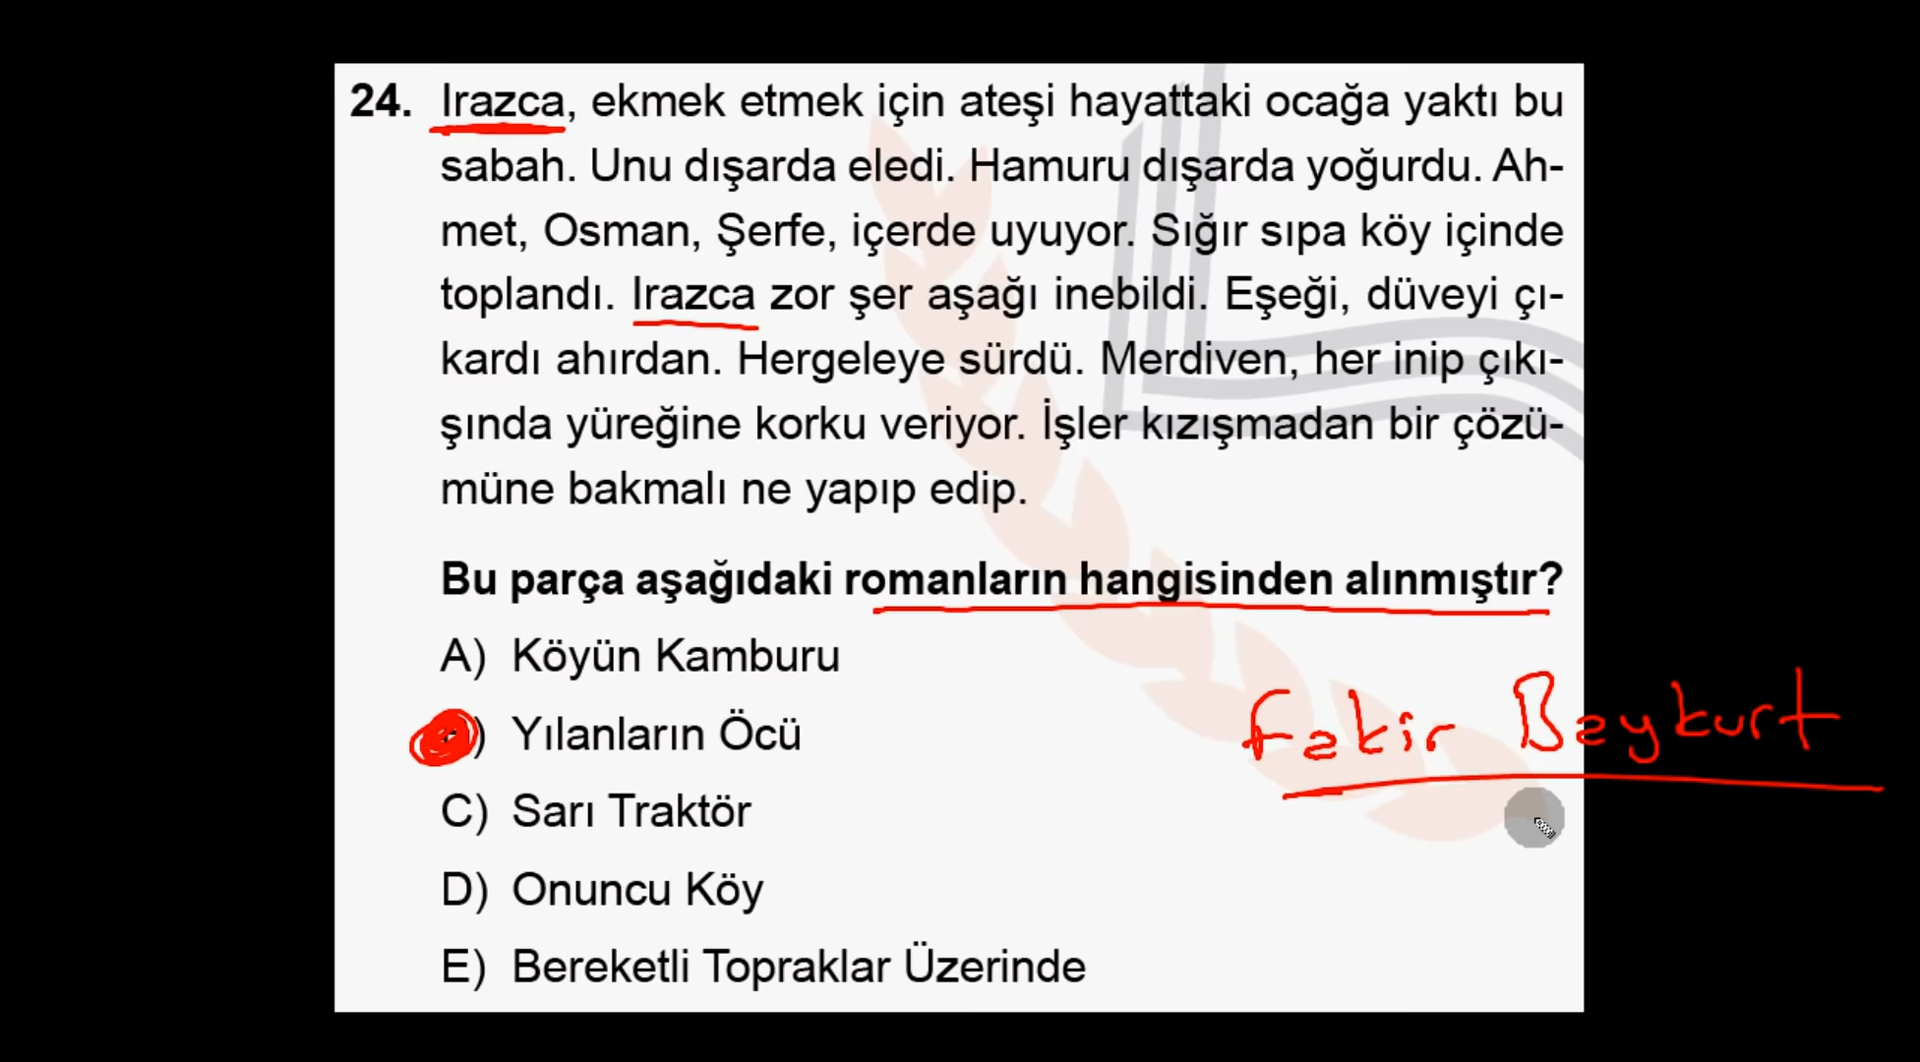 24. Irazca, ekmek etmek için ateşi hayattaki ocağa yaktı bu
sabah. Unu dışarda eledi. Hamuru dışarda yoğurdu. Ah-
met, Osman, Şerfe, içerde uyuyor. Sığır sıpa köy içinde
toplandı. Irazca zor şer aşağı inebildi. Eşeği, düveyi çı-
kardı ahırdan. Hergeleye sürdü. Merdiven, her inip çıkı-
şında yüreğine korku veriyor. İşler kızışmadan bir çözü-
müne bakmalı ne yapıp edip.
Bu parça aşağıdaki romanların hangisinden alınmıştır?
A) Köyün Kamburu
) Yılanların Öcü
Fakir Baykurt
C) Sarı Traktör
D) Onuncu Köy
E) Bereketli Topraklar Üzerinde